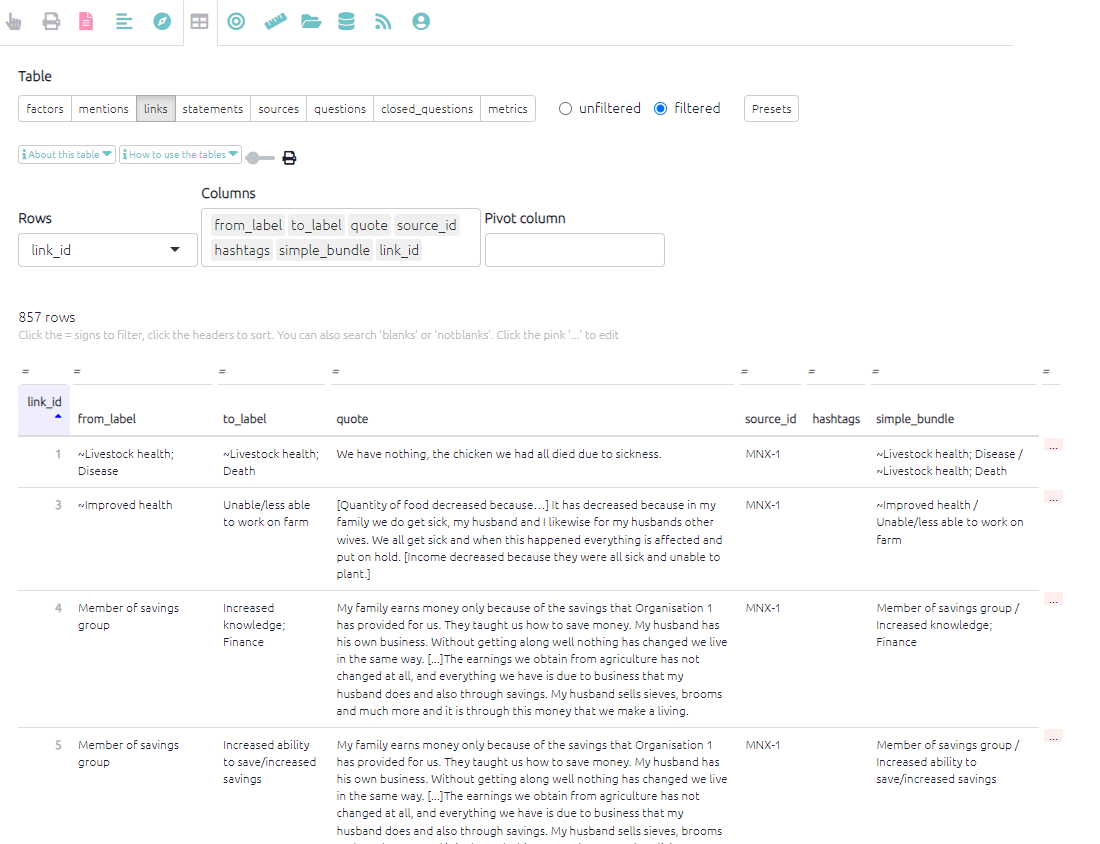 Table
factors mentions links statements sources questions closed_questions metrics unfiltered filtered Presets
About this table How to use the tables
Columns
Rows
Pivot column
from_label to_label quote source_id
link_id
hashtags simple_bundle link_id
857 rows
Click the = signs to filter, click the headers to sort. You can also search 'blanks' or 'notblanks'. Click the pink '...' to edit
= = = = = = = =
link_id from_label to_label quote source_id hashtags simple_bundle
1 ~Livestock health; ~Livestock health; We have nothing, the chicken we had all died due to sickness. MNX-1 ~Livestock health; Disease / ...
Disease Death ~Livestock health; Death
3 ~Improved health Unable/less able [Quantity of food decreased because...] It has decreased because in my MNX-1 ~Improved health / ...
to work on farm family we do get sick, my husband and I likewise for my husbands other Unable/less able to work on
wives. We all get sick and when this happened everything is affected and farm
put on hold. [Income decreased because they were all sick and unable to
plant.]
4 Member of savings Increased My family earns money only because of the savings that Organisation 1 MNX-1 Member of savings group / ...
group knowledge; has provided for us. They taught us how to save money. My husband has Increased knowledge;
Finance his own business. Without getting along well nothing has changed we live Finance
in the same way. [...]The earnings we obtain from agriculture has not
changed at all, and everything we have is due to business that my
husband does and also through savings. My husband sells sieves, brooms
and much more and it is through this money that we make a living.
5 Member of savings Increased ability My family earns money only because of the savings that Organisation 1 MNX-1 Member of savings group / ...
group to save/increased has provided for us. They taught us how to save money. My husband has Increased ability to
savings his own business. Without getting along well nothing has changed we live save/increased savings
in the same way. [...]The earnings we obtain from agriculture has not
changed at all, and everything we have is due to business that my
husband does and also through savings. My husband sells sieves, brooms